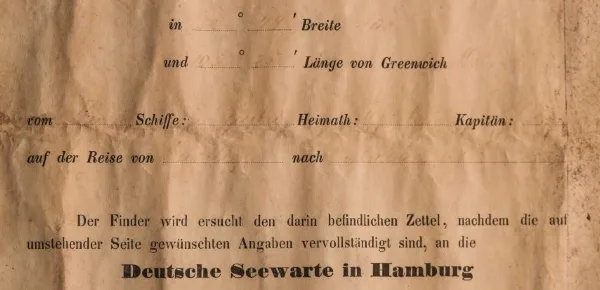 in ° ' Breite
und ° ' Länge von Greenwich
vom Schiffe: Heimath: Kapitän:
auf der Reise von nach
Der Finder wird ersucht den darin befindlichen Zettel, nachdem die auf
umstehender Seite gewünschten Angaben vervollständigt sind, an die
Deutsche Seewarte in Hamburg